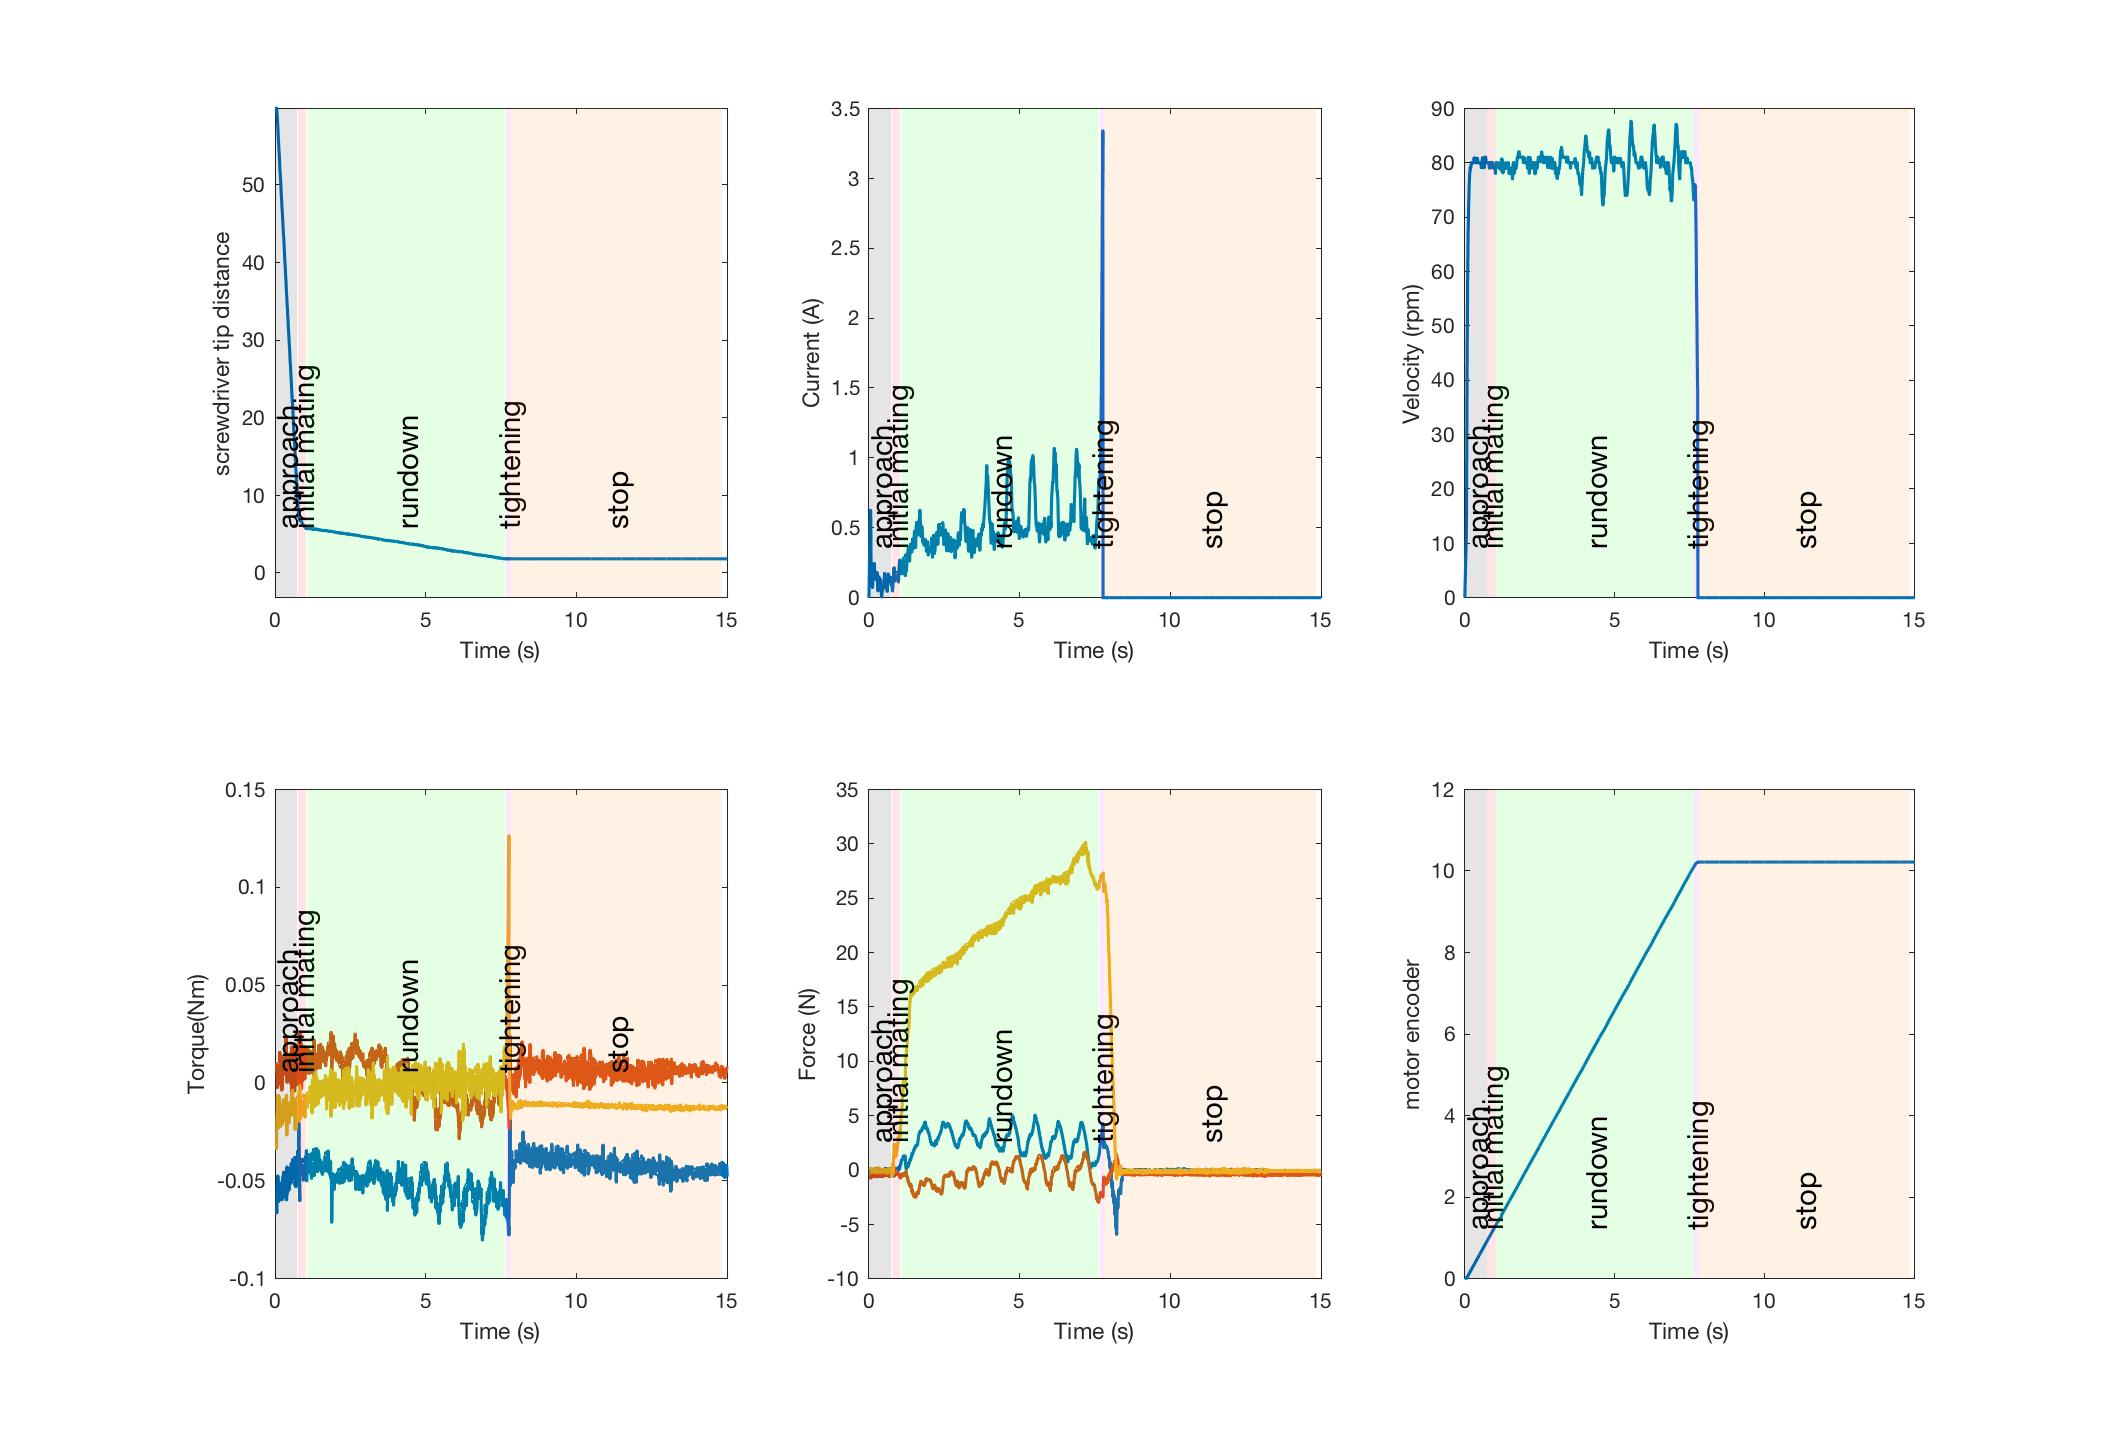 screwdriver tip distance
50
40
30
20
10
0
approach
initial mating
rundown
tightening
stop
0 5 10 15
Time (s)
Current (A)
3.5
3
2.5
2
1.5
1
0.5
0
approach
initial mating
rundown
tightening
stop
0 5 10 15
Time (s)
Velocity (rpm)
90
80
70
60
50
40
30
20
10
0
approach
initial mating
rundown
tightening
stop
0 5 10 15
Time (s)
Torque(Nm)
0.15
0.1
0.05
0
-0.05
-0.1
approach
initial mating
rundown
tightening
stop
0 5 10 15
Time (s)
Force (N)
35
30
25
20
15
10
5
0
-5
-10
approach
initial mating
rundown
tightening
stop
0 5 10 15
Time (s)
motor encoder
12
10
8
6
4
2
0
approach
initial mating
rundown
tightening
stop
0 5 10 15
Time (s)